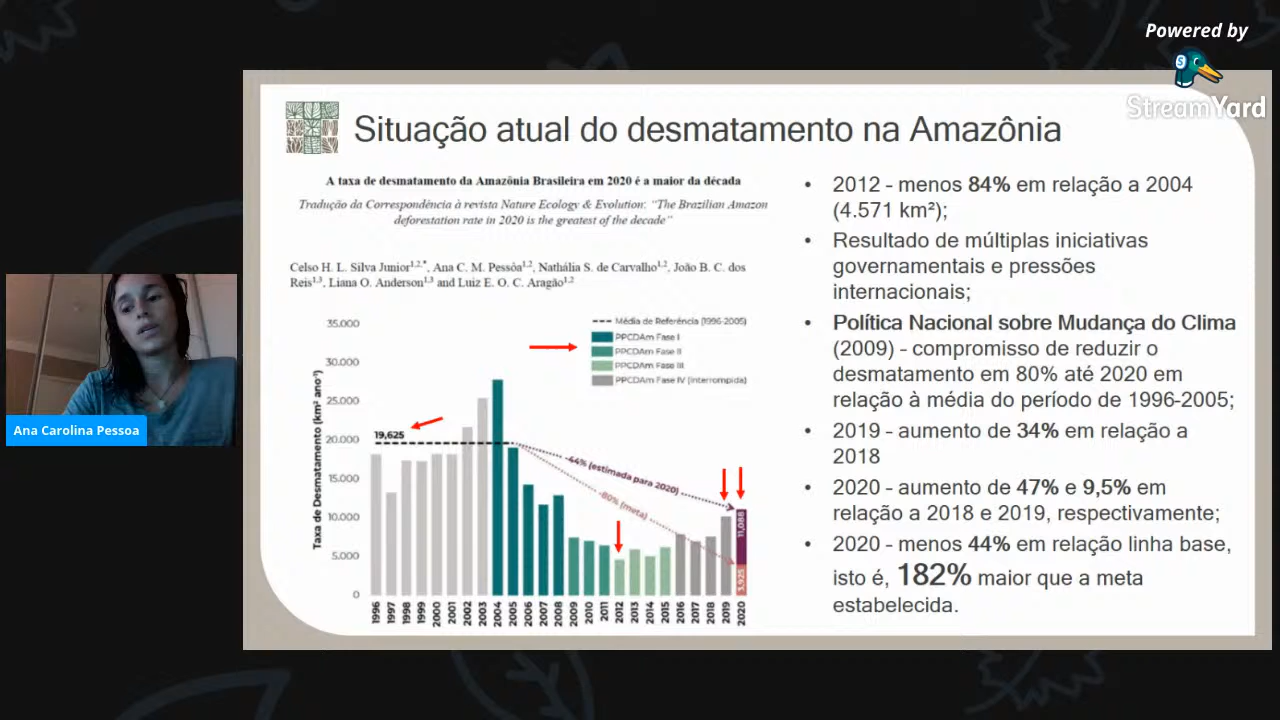 Powered by
StreamYard
Situação atual do desmatamento na Amazônia
A taxa de desmatamento da Amazônia Brasileira em 2020 é a maior da década
Tradução da Correspondência à revista Nature Ecology & Evolution: "The Brazilian Amazon
deforestation rate in 2020 is the greatest of the decade"
Celso H. L. Silva Junior1,2,*, Ana C. M. Pessôa1,2, Nathália S. de Carvalho1,2, João B. C. dos
Reis1,3, Liana O. Anderson1,3 and Luiz E. O. C. Aragão1,2
Média de Referência (1996-2005)
PPCDAm Fase I
PPCDAm Fase II
PPCDAm Fase III
PPCDAm Fase IV (Interrompida)
Taxa de Desmatamento (km² ano-1)
35.000
30.000
25.000
20.000
15.000
10.000
5.000
0
19,625
-44% (estimada para 2020)
-80% (meta)
11,088
3,925
1996
1997
1998
1999
2000
2001
2002
2003
2004
2005
2006
2007
2008
2009
2010
2011
2012
2013
2014
2015
2016
2017
2018
2019
2020
• 2012 - menos 84% em relação a 2004
(4.571 km²);
• Resultado de múltiplas iniciativas
governamentais e pressões
internacionais;
• Política Nacional sobre Mudança do Clima
(2009) - compromisso de reduzir o
desmatamento em 80% até 2020 em
relação à média do período de 1996-2005;
• 2019 - aumento de 34% em relação a
2018
• 2020 - aumento de 47% e 9,5% em
relação a 2018 e 2019, respectivamente;
• 2020 - menos 44% em relação linha base,
isto é, 182% maior que a meta
estabelecida.
Ana Carolina Pessoa